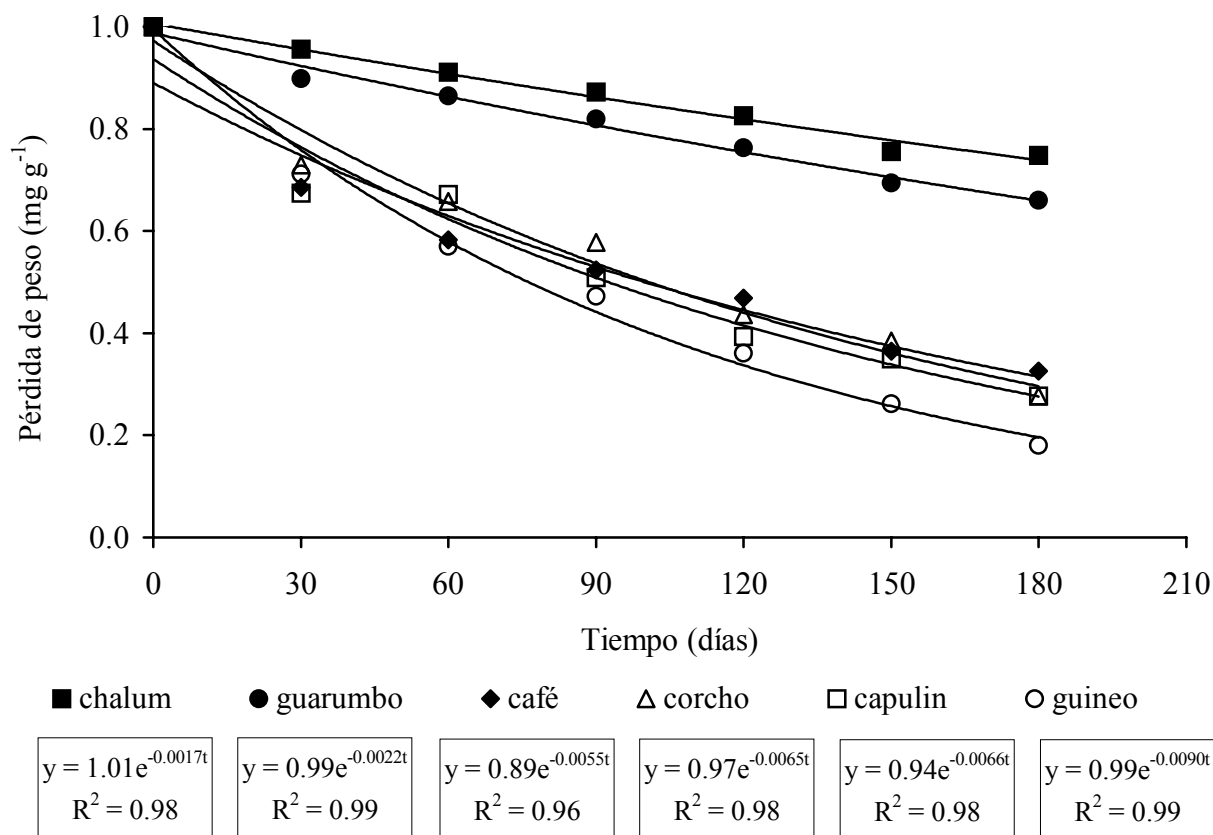 1.0
0.8
0.6
0.4
0.2
0.0
Pérdida de peso (mg g⁻¹)
0 30 60 90 120 150 180 210
Tiempo (días)
chalum guarumbo café corcho capulin guineo
y = 1.01e⁻⁰·⁰⁰¹⁷ᵗ y = 0.99e⁻⁰·⁰⁰²²ᵗ y = 0.89e⁻⁰·⁰⁰⁵⁵ᵗ y = 0.97e⁻⁰·⁰⁰⁶⁵ᵗ y = 0.94e⁻⁰·⁰⁰⁶⁶ᵗ y = 0.99e⁻⁰·⁰⁰⁹⁰ᵗ
R² = 0.98 R² = 0.99 R² = 0.96 R² = 0.98 R² = 0.98 R² = 0.99